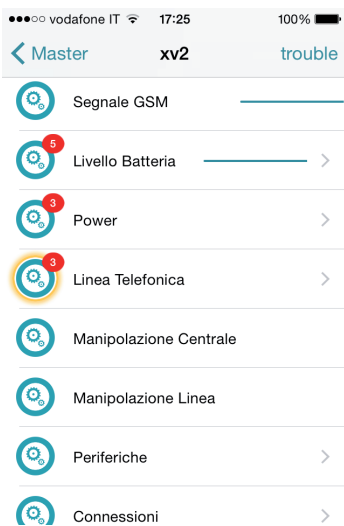 vodafone IT 17:25 100%
Master xv2 trouble
Segnale GSM
5
Livello Batteria
3
Power
3
Linea Telefonica
Manipolazione Centrale
Manipolazione Linea
Periferiche
Connessioni